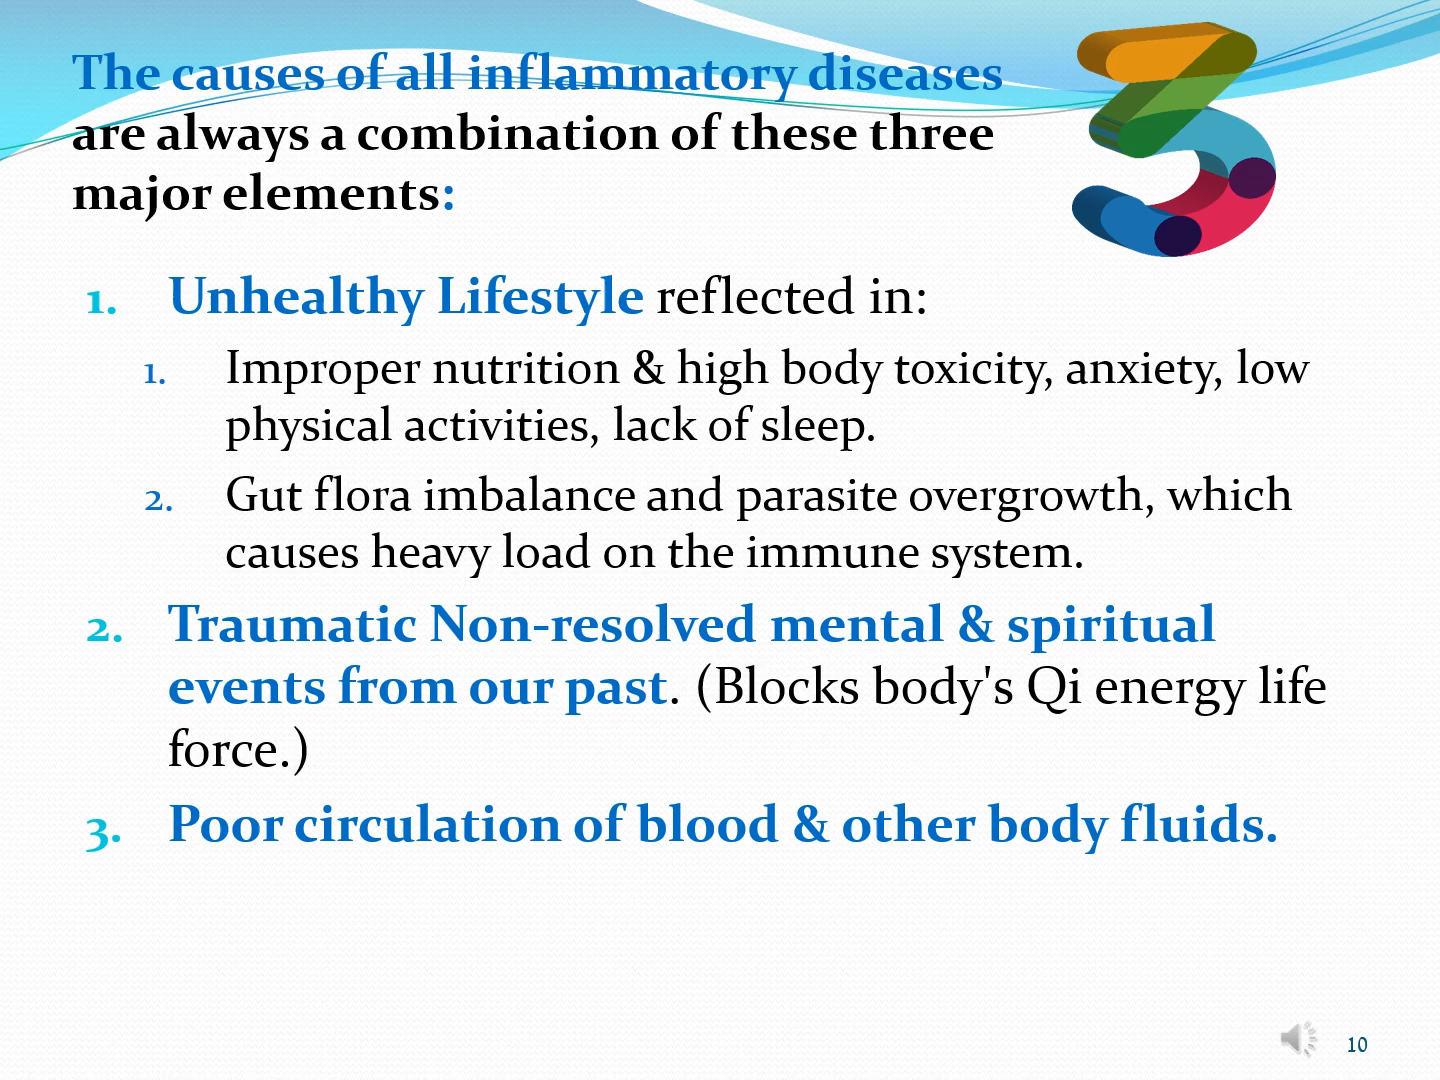 The causes of all inflammatory diseases
are always a combination of these three
major elements:
3
1. Unhealthy Lifestyle reflected in:
1. Improper nutrition & high body toxicity, anxiety, low
physical activities, lack of sleep.
2. Gut flora imbalance and parasite overgrowth, which
causes heavy load on the immune system.
2. Traumatic Non-resolved mental & spiritual
events from our past. (Blocks body's Qi energy life
force.)
3. Poor circulation of blood & other body fluids.
10